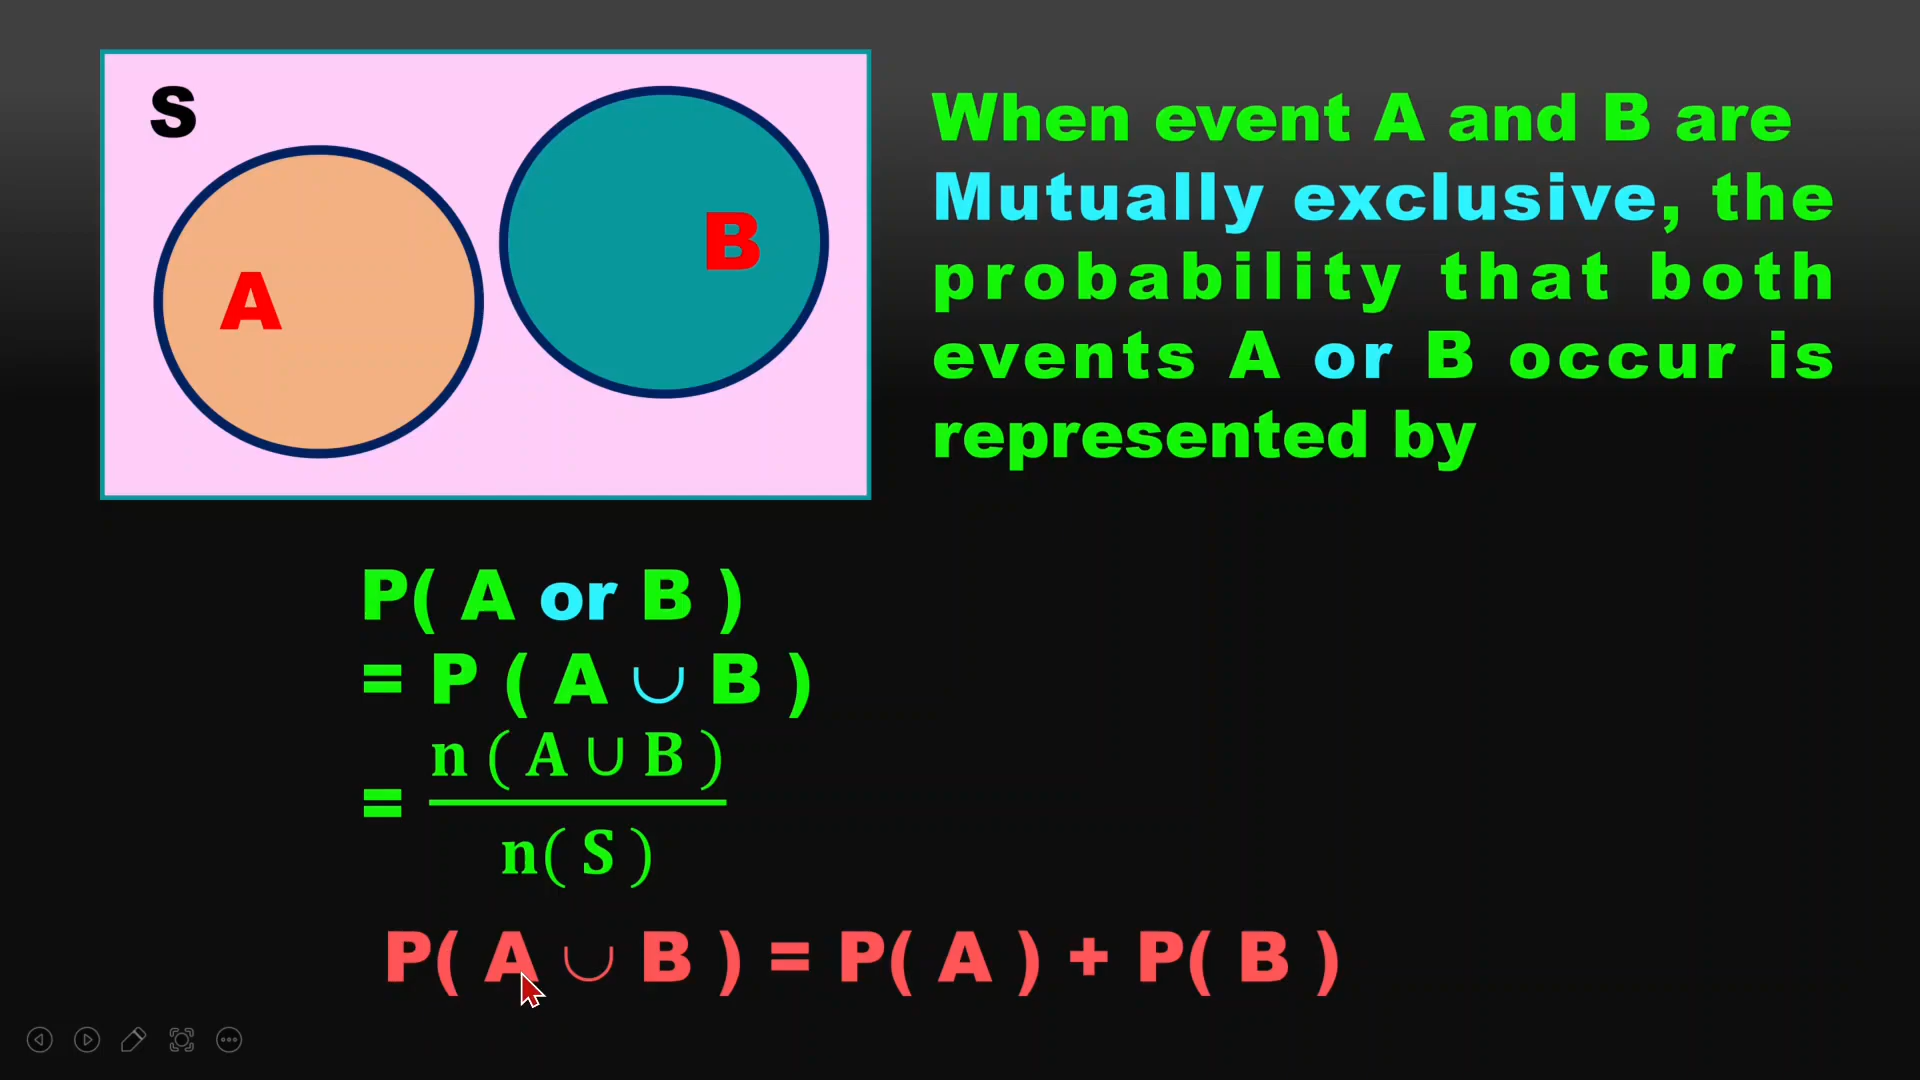 S
A
B
When event A and B are
Mutually exclusive, the
probability that both
events A or B occur is
represented by
P( A or B )
= P ( A ∪ B )
= n ( A ∪ B )
n( S )
P( A ∪ B ) = P( A ) + P( B )